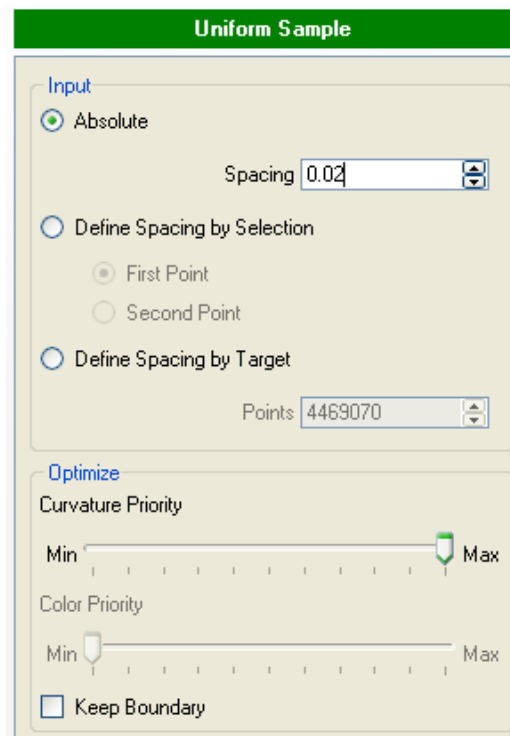 Uniform Sample
Input
Absolute
Spacing 0.02
Define Spacing by Selection
First Point
Second Point
Define Spacing by Target
Points 4469070
Optimize
Curvature Priority
Min Max
Color Priority
Min Max
Keep Boundary